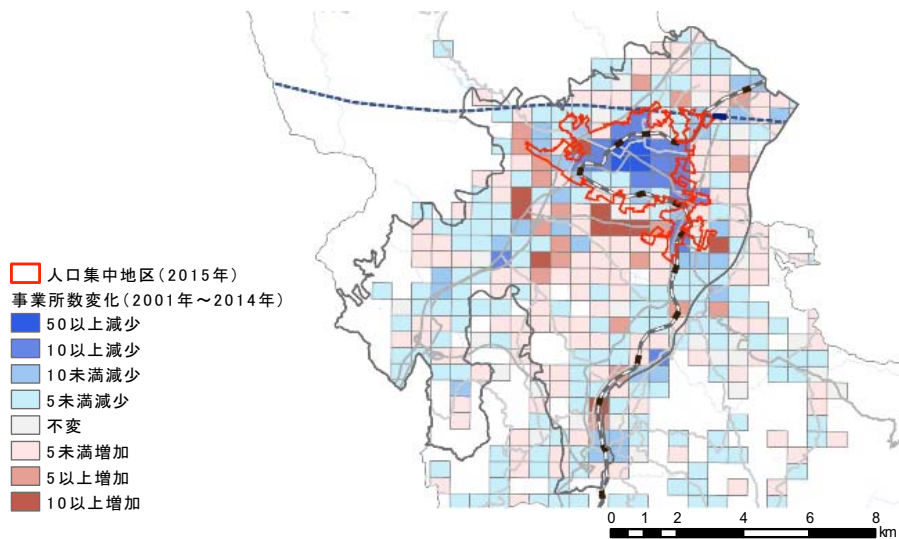 人口集中地区(2015年)
事業所数変化(2001年～2014年)
50以上減少
10以上減少
10未満減少
5未満減少
不変
5未満増加
5以上増加
10以上増加
0 1 2 4 6 8
km